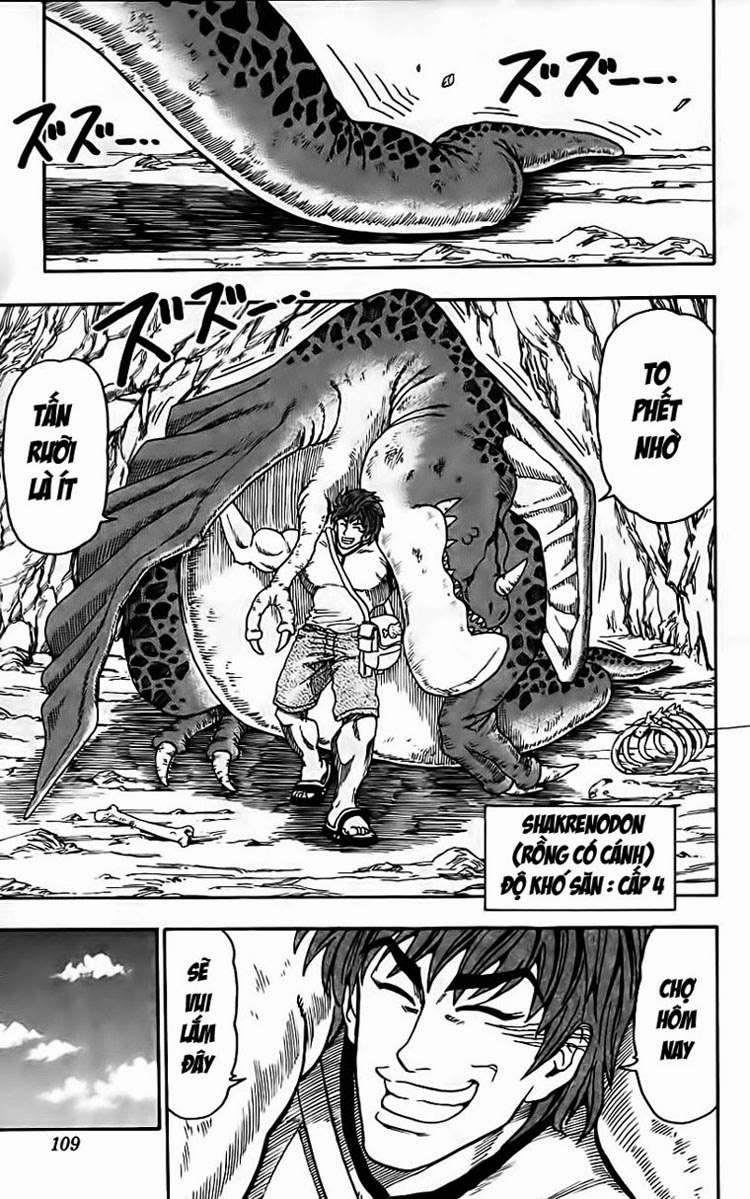 ズズー…
ズズー…
ズズー…
TO
PHẾT
NHỜ
TẤN
RƯỠI
LÀ ÍT
SHAKRENODON
(RỒNG CÓ CÁNH)
ĐỘ KHÓ SĂN : CẤP 4
CHỢ
HÔM
NAY
SẼ
VUI
LẮM
ĐÂY
109